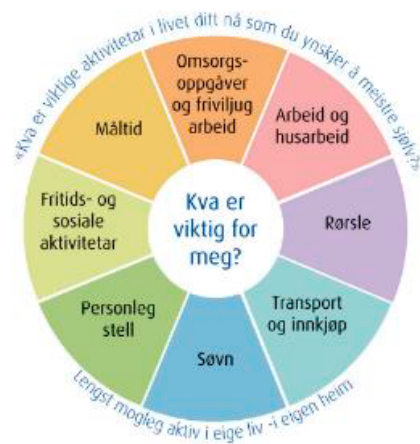 «Kva er viktige aktivitetar i livet ditt nå som du ynskjer å meistre sjølv?»
Omsorgs-
oppgåver
og friviljug
arbeid
Arbeid og
husarbeid
Rørsle
Transport
og innkjøp
Søvn
Personleg
stell
Fritids- og
sosiale
aktivitetar
Måltid
Kva er
viktig for
meg?
Lengst mogleg aktiv i eige liv -i eigen heim